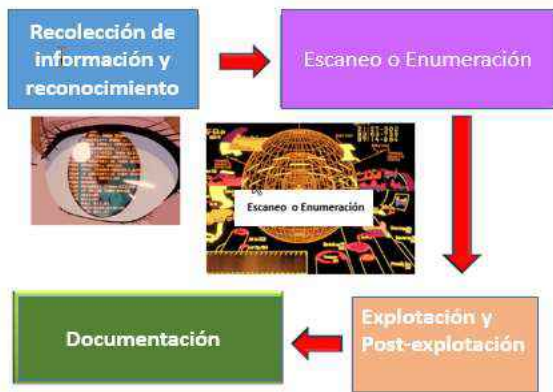 Recolección de
información y
reconocimiento
Escaneo o Enumeración
Escaneo o Enumeración
Explotación y
Post-explotación
Documentación